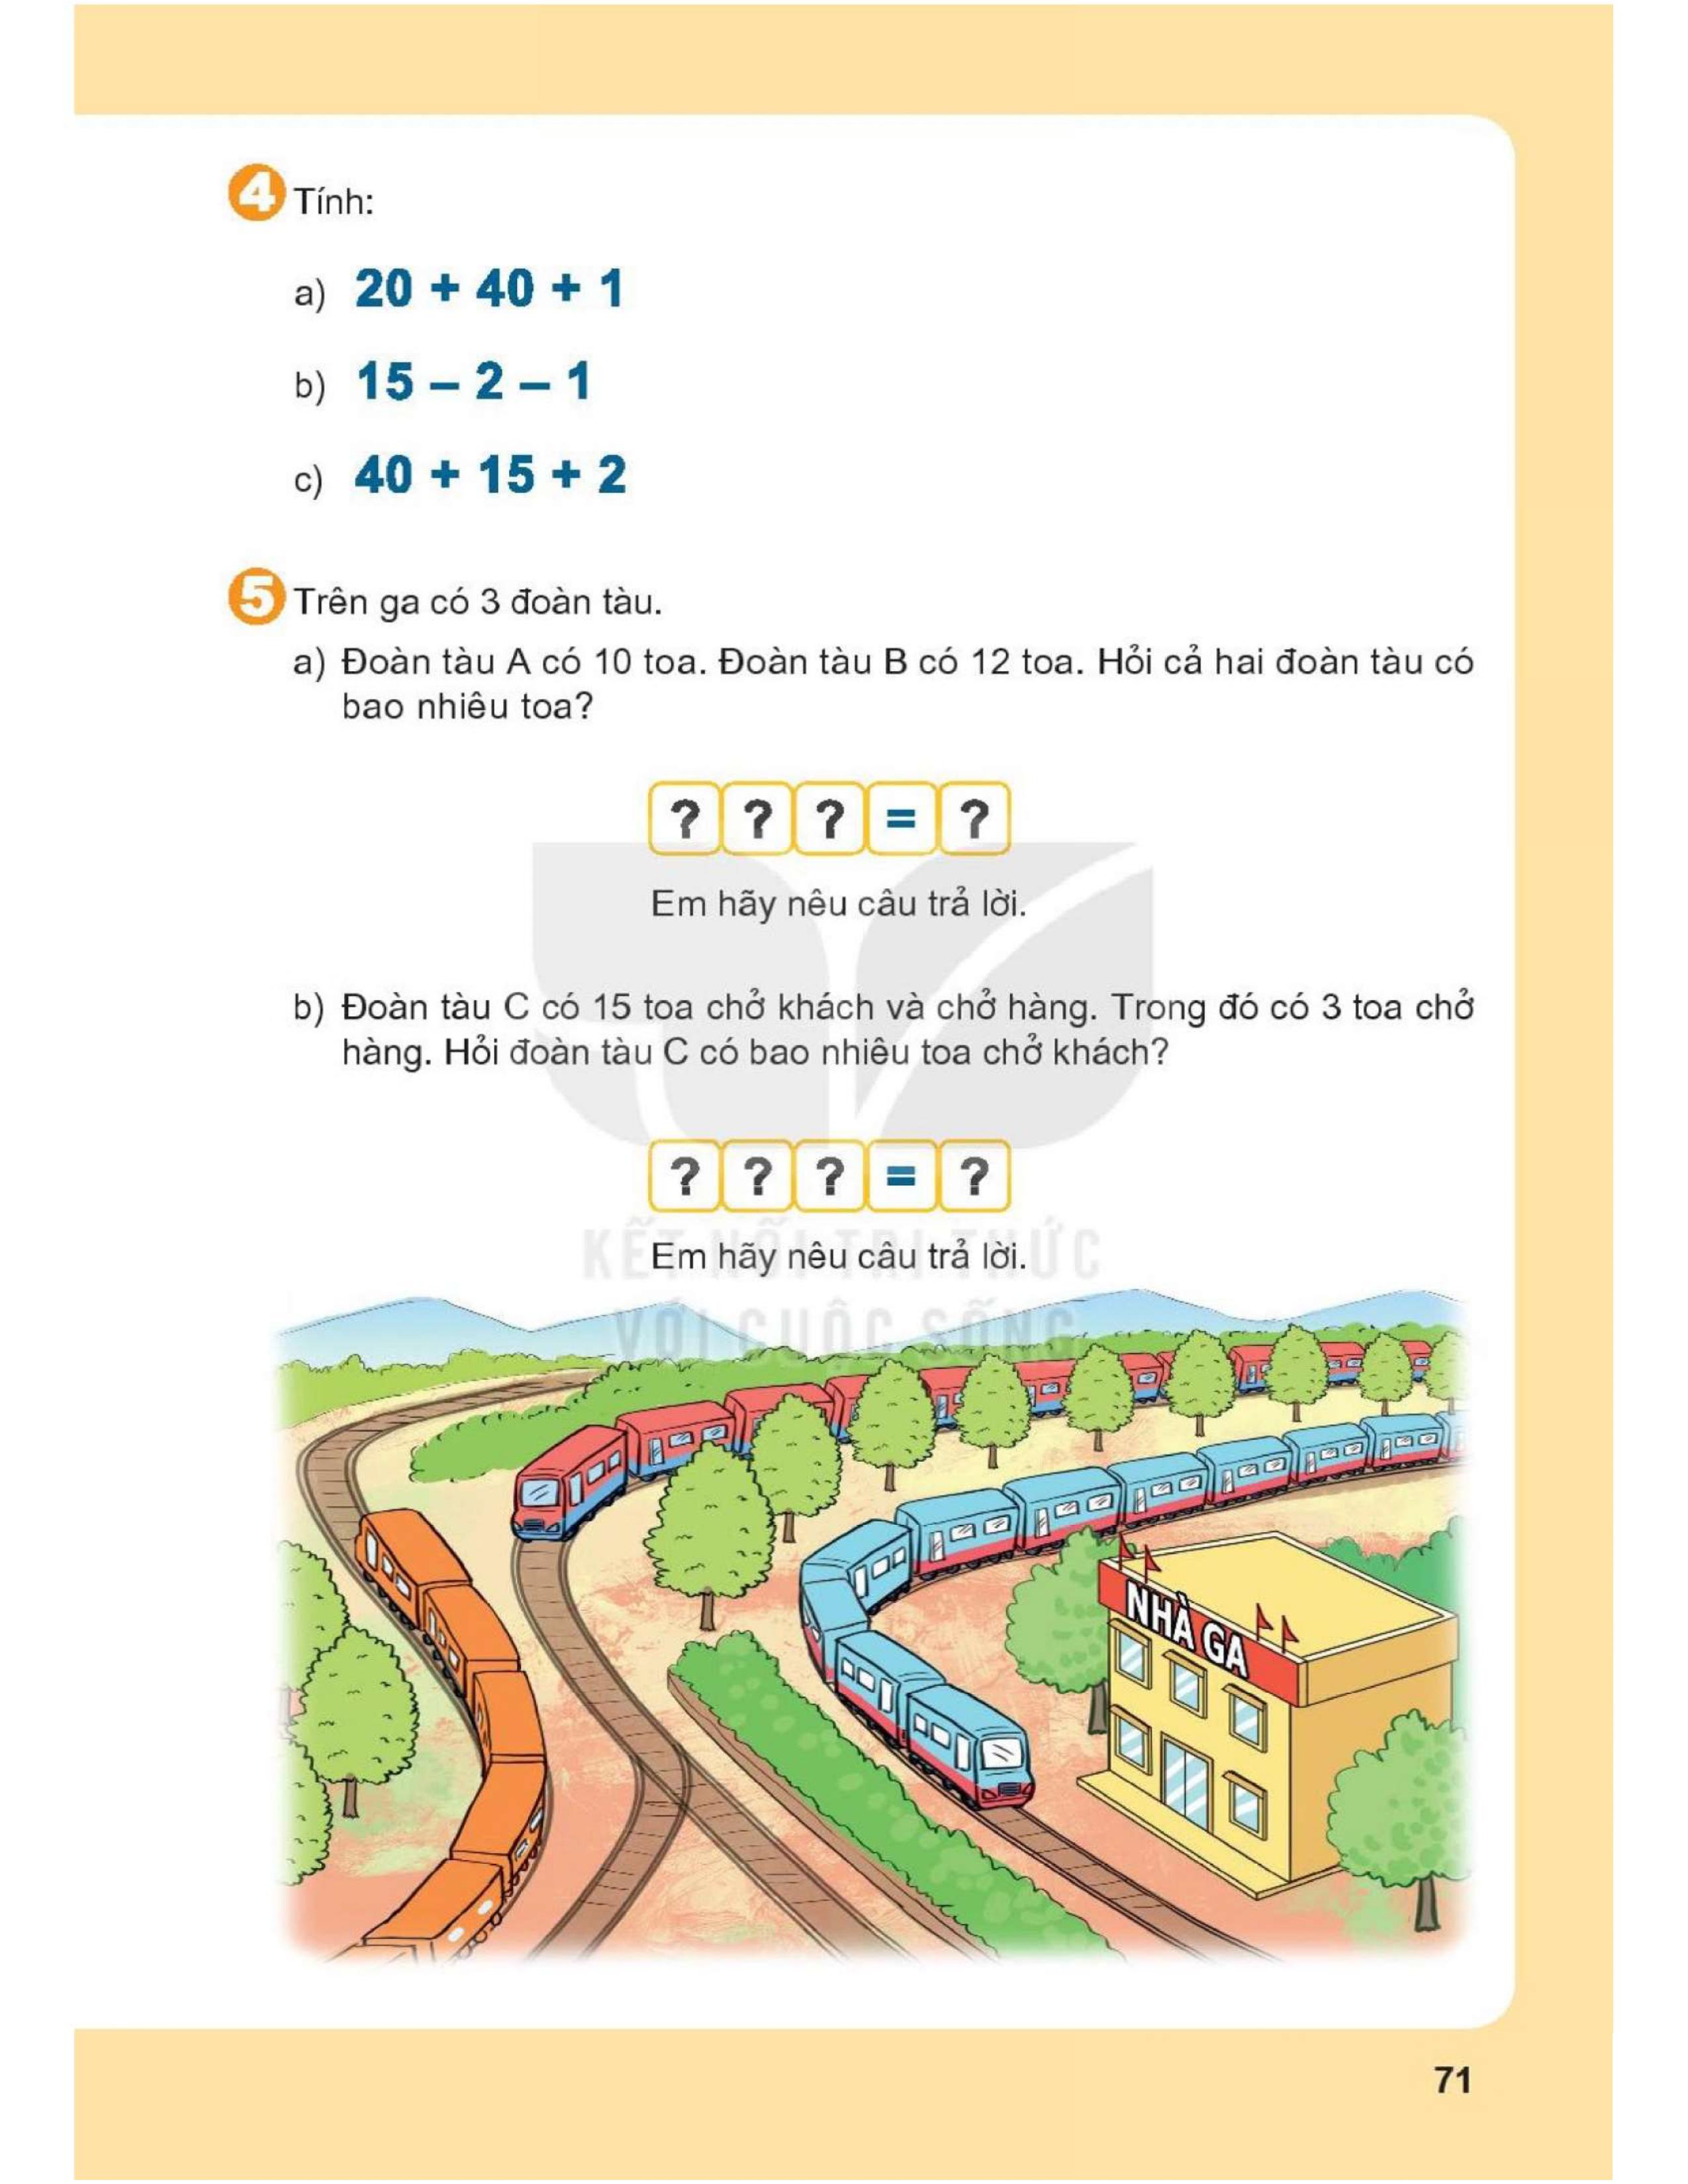 4 Tính:
a) 20 + 40 + 1
b) 15 – 2 – 1
c) 40 + 15 + 2
5 Trên ga có 3 đoàn tàu.
a) Đoàn tàu A có 10 toa. Đoàn tàu B có 12 toa. Hỏi cả hai đoàn tàu có
bao nhiêu toa?
? ? ? = ?
Em hãy nêu câu trả lời.
b) Đoàn tàu C có 15 toa chở khách và chở hàng. Trong đó có 3 toa chở
hàng. Hỏi đoàn tàu C có bao nhiêu toa chở khách?
? ? ? = ?
KẾT NỐI TRI THỨC
Em hãy nêu câu trả lời.
VỚI CUỘC SỐNG
NHÀ GA
71